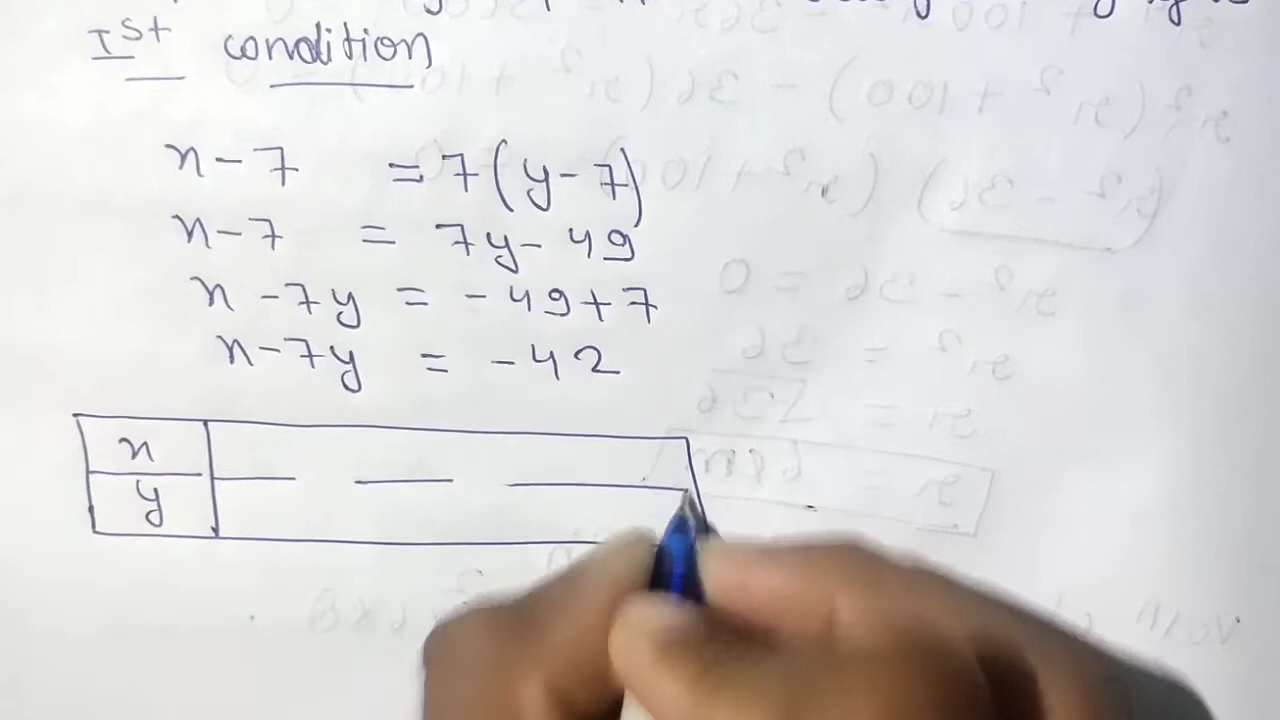 Ist condition
x - 7 = 7(y - 7)
x - 7 = 7y - 49
x - 7y = - 49 + 7
x - 7y = - 42
x
y